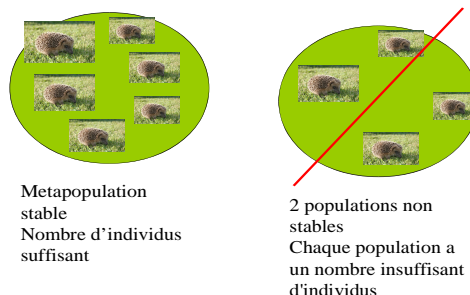 Metapopulation
stable
Nombre d’individus
suffisant
2 populations non
stables
Chaque population a
un nombre insuffisant
d'individus